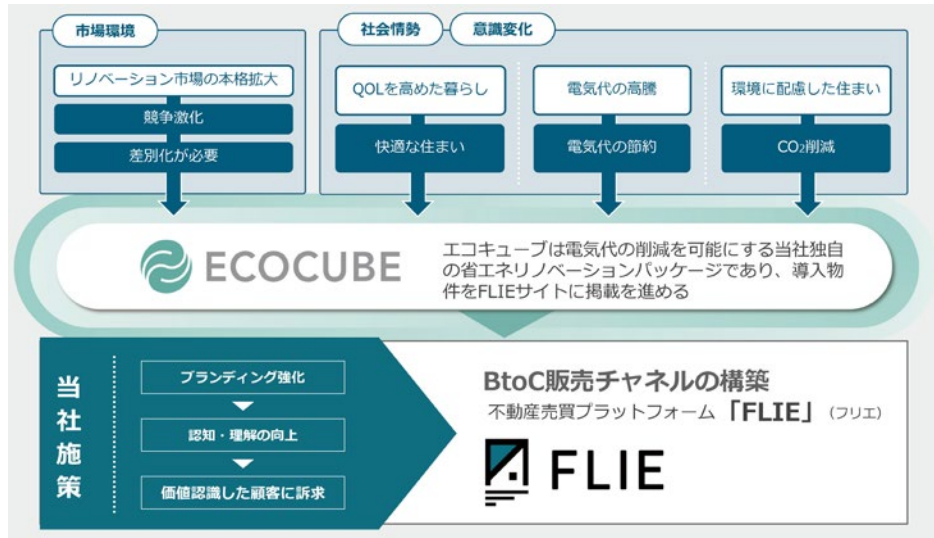 市場環境
リノベーション市場の本格拡大
競争激化
差別化が必要
社会情勢
意識変化
QOLを高めた暮らし
快適な住まい
電気代の高騰
電気代の節約
環境に配慮した住まい
CO₂削減
ECOCUBE
エコキューブは電気代の削減を可能にする当社独自
の省エネリノベーションパッケージであり、導入物
件をFLIEサイトに掲載を進める
当社施策
ブランディング強化
認知・理解の向上
価値認識した顧客に訴求
BtoC販売チャネルの構築
不動産売買プラットフォーム「FLIE」（フリエ）
FLIE